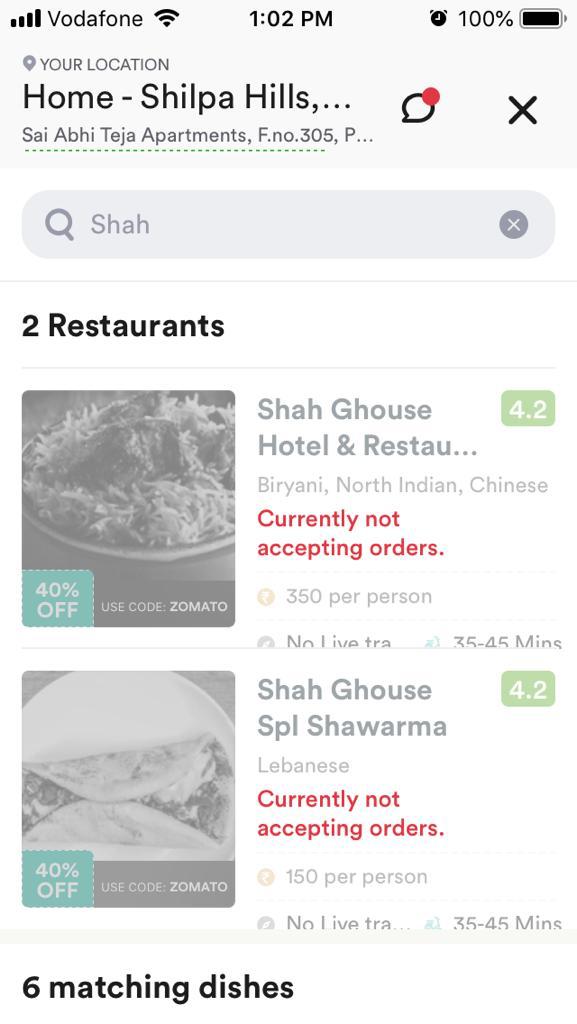 Vodafone 1:02 PM 100%
YOUR LOCATION
Home - Shilpa Hills,...
Sai Abhi Teja Apartments, F.no.305, P...
Shah
2 Restaurants
Shah Ghouse 4.2
Hotel & Restau...
Biryani, North Indian, Chinese
Currently not
accepting orders.
40%
OFF
USE CODE: ZOMATO
₹ 350 per person
No Live tra... 35-45 Mins
Shah Ghouse 4.2
Spl Shawarma
Lebanese
Currently not
accepting orders.
40%
OFF
USE CODE: ZOMATO
₹ 150 per person
No Live tra... 35-45 Mins
6 matching dishes